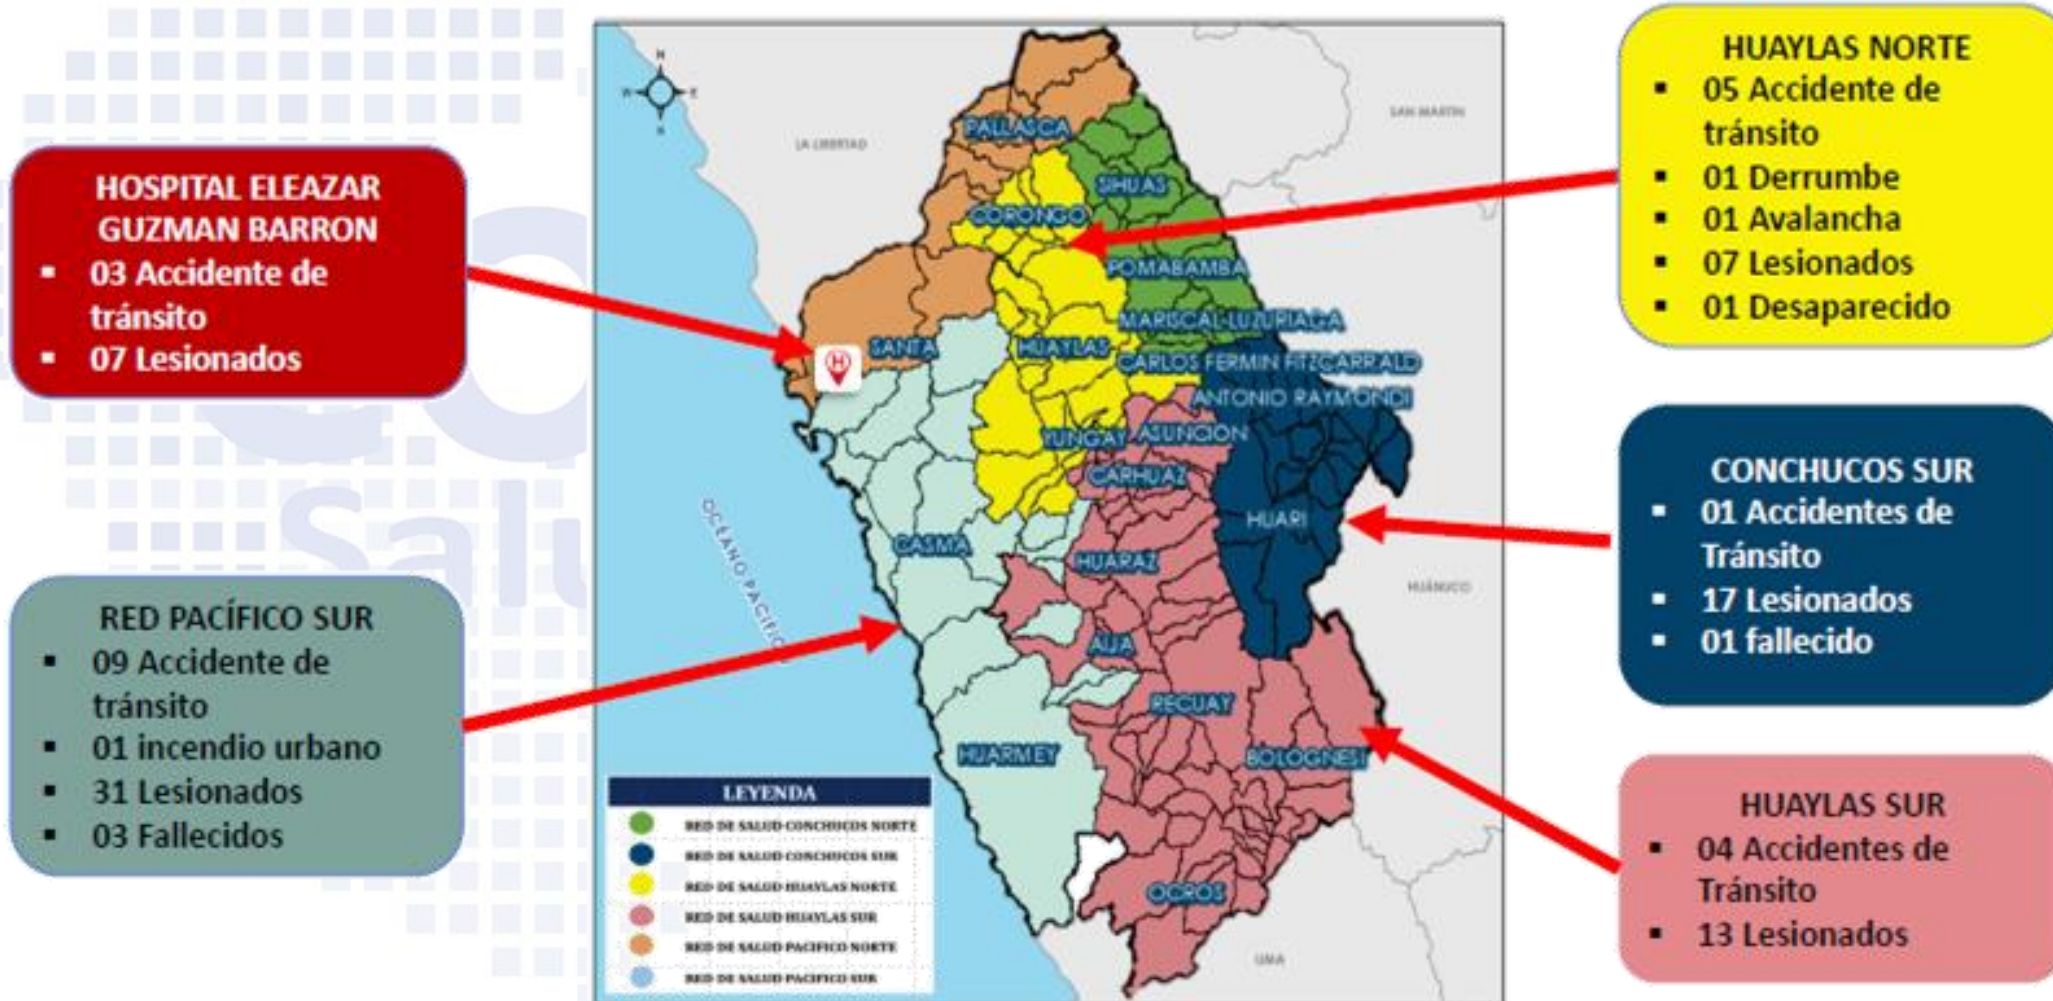 HOSPITAL ELEAZAR
GUZMAN BARRON
▪ 03 Accidente de
tránsito
▪ 07 Lesionados
RED PACÍFICO SUR
▪ 09 Accidente de
tránsito
▪ 01 incendio urbano
▪ 31 Lesionados
▪ 03 Fallecidos
Salu
N
W E
S
LA LIBERTAD
SAN MARTIN
HUÁNUCO
LIMA
OCÉANO PACÍFICO
PALLASCA
SIHUAS
CORONGO
POMABAMBA
MARISCAL LUZURIAGA
SANTA
HUAYLAS
CARLOS FERMIN FITZCARRALD
ANTONIO RAYMONDI
YUNGAY
ASUNCION
CARHUAZ
HUARI
CASMA
HUARAZ
AIJA
RECUAY
HUARMEY
BOLOGNESI
OCROS
H
LEYENDA
RED DE SALUD CONCHUCOS NORTE
RED DE SALUD CONCHUCOS SUR
RED DE SALUD HUAYLAS NORTE
RED DE SALUD HUAYLAS SUR
RED DE SALUD PACIFICO NORTE
RED DE SALUD PACIFICO SUR
HUAYLAS NORTE
▪ 05 Accidente de
tránsito
▪ 01 Derrumbe
▪ 01 Avalancha
▪ 07 Lesionados
▪ 01 Desaparecido
CONCHUCOS SUR
▪ 01 Accidentes de
Tránsito
▪ 17 Lesionados
▪ 01 fallecido
HUAYLAS SUR
▪ 04 Accidentes de
Tránsito
▪ 13 Lesionados